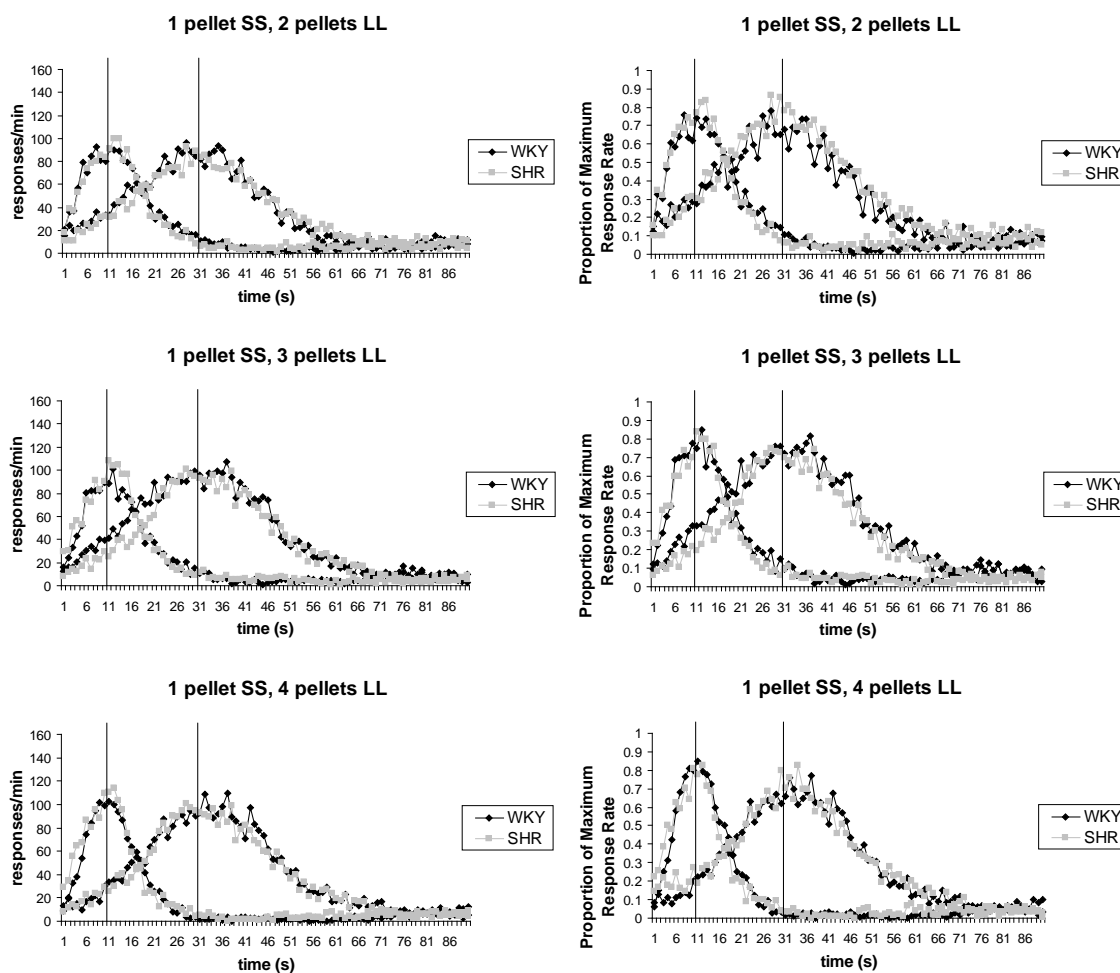 1 pellet SS, 2 pellets LL
responses/min
160
140
120
100
80
60
40
20
0
1 6 11 16 21 26 31 36 41 46 51 56 61 66 71 76 81 86
time (s)
WKY
SHR
1 pellet SS, 2 pellets LL
Proportion of Maximum
Response Rate
1
0.9
0.8
0.7
0.6
0.5
0.4
0.3
0.2
0.1
0
1 6 11 16 21 26 31 36 41 46 51 56 61 66 71 76 81 86
time (s)
WKY
SHR
1 pellet SS, 3 pellets LL
responses/min
160
140
120
100
80
60
40
20
0
1 6 11 16 21 26 31 36 41 46 51 56 61 66 71 76 81 86
time (s)
WKY
SHR
1 pellet SS, 3 pellets LL
Proportion of Maximum
Response Rate
1
0.9
0.8
0.7
0.6
0.5
0.4
0.3
0.2
0.1
0
1 6 11 16 21 26 31 36 41 46 51 56 61 66 71 76 81 86
time (s)
WKY
SHR
1 pellet SS, 4 pellets LL
responses/min
160
140
120
100
80
60
40
20
0
1 6 11 16 21 26 31 36 41 46 51 56 61 66 71 76 81 86
time (s)
WKY
SHR
1 pellet SS, 4 pellets LL
Proportion of Maximum
Response Rate
1
0.9
0.8
0.7
0.6
0.5
0.4
0.3
0.2
0.1
0
1 6 11 16 21 26 31 36 41 46 51 56 61 66 71 76 81 86
time (s)
WKY
SHR